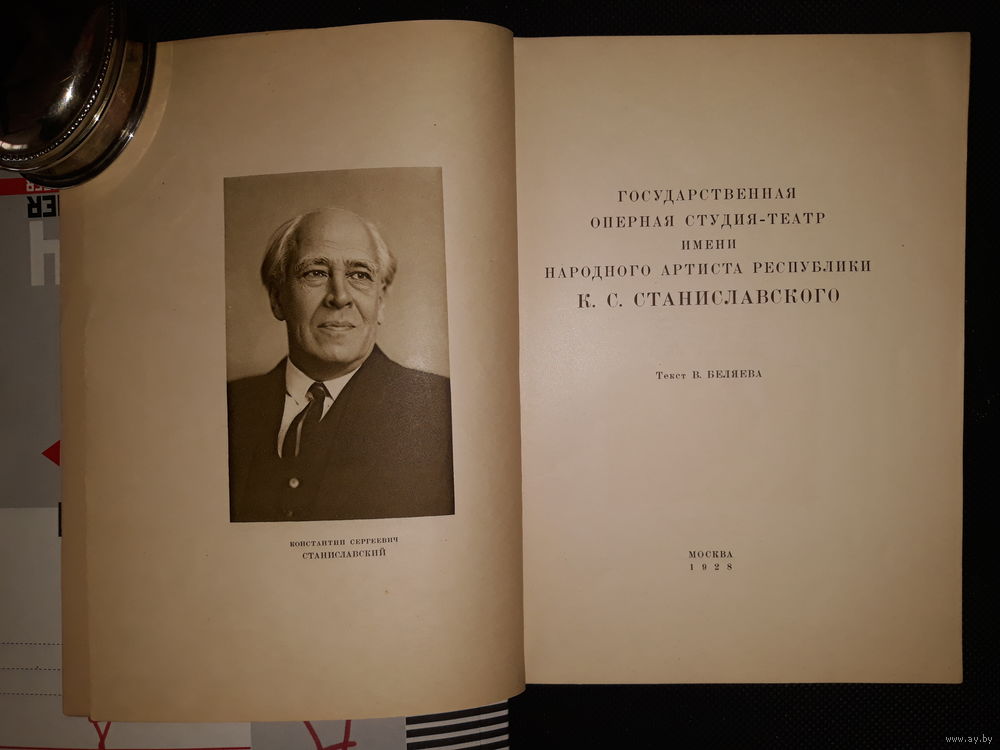 КОНСТАНТИН СЕРГЕЕВИЧ
СТАНИСЛАВСКИЙ
ГОСУДАРСТВЕННАЯ
ОПЕРНАЯ СТУДИЯ-ТЕАТР
ИМЕНИ
НАРОДНОГО АРТИСТА РЕСПУБЛИКИ
К. С. СТАНИСЛАВСКОГО
Текст В. БЕЛЯЕВА
МОСКВА
1928
www.ay.by